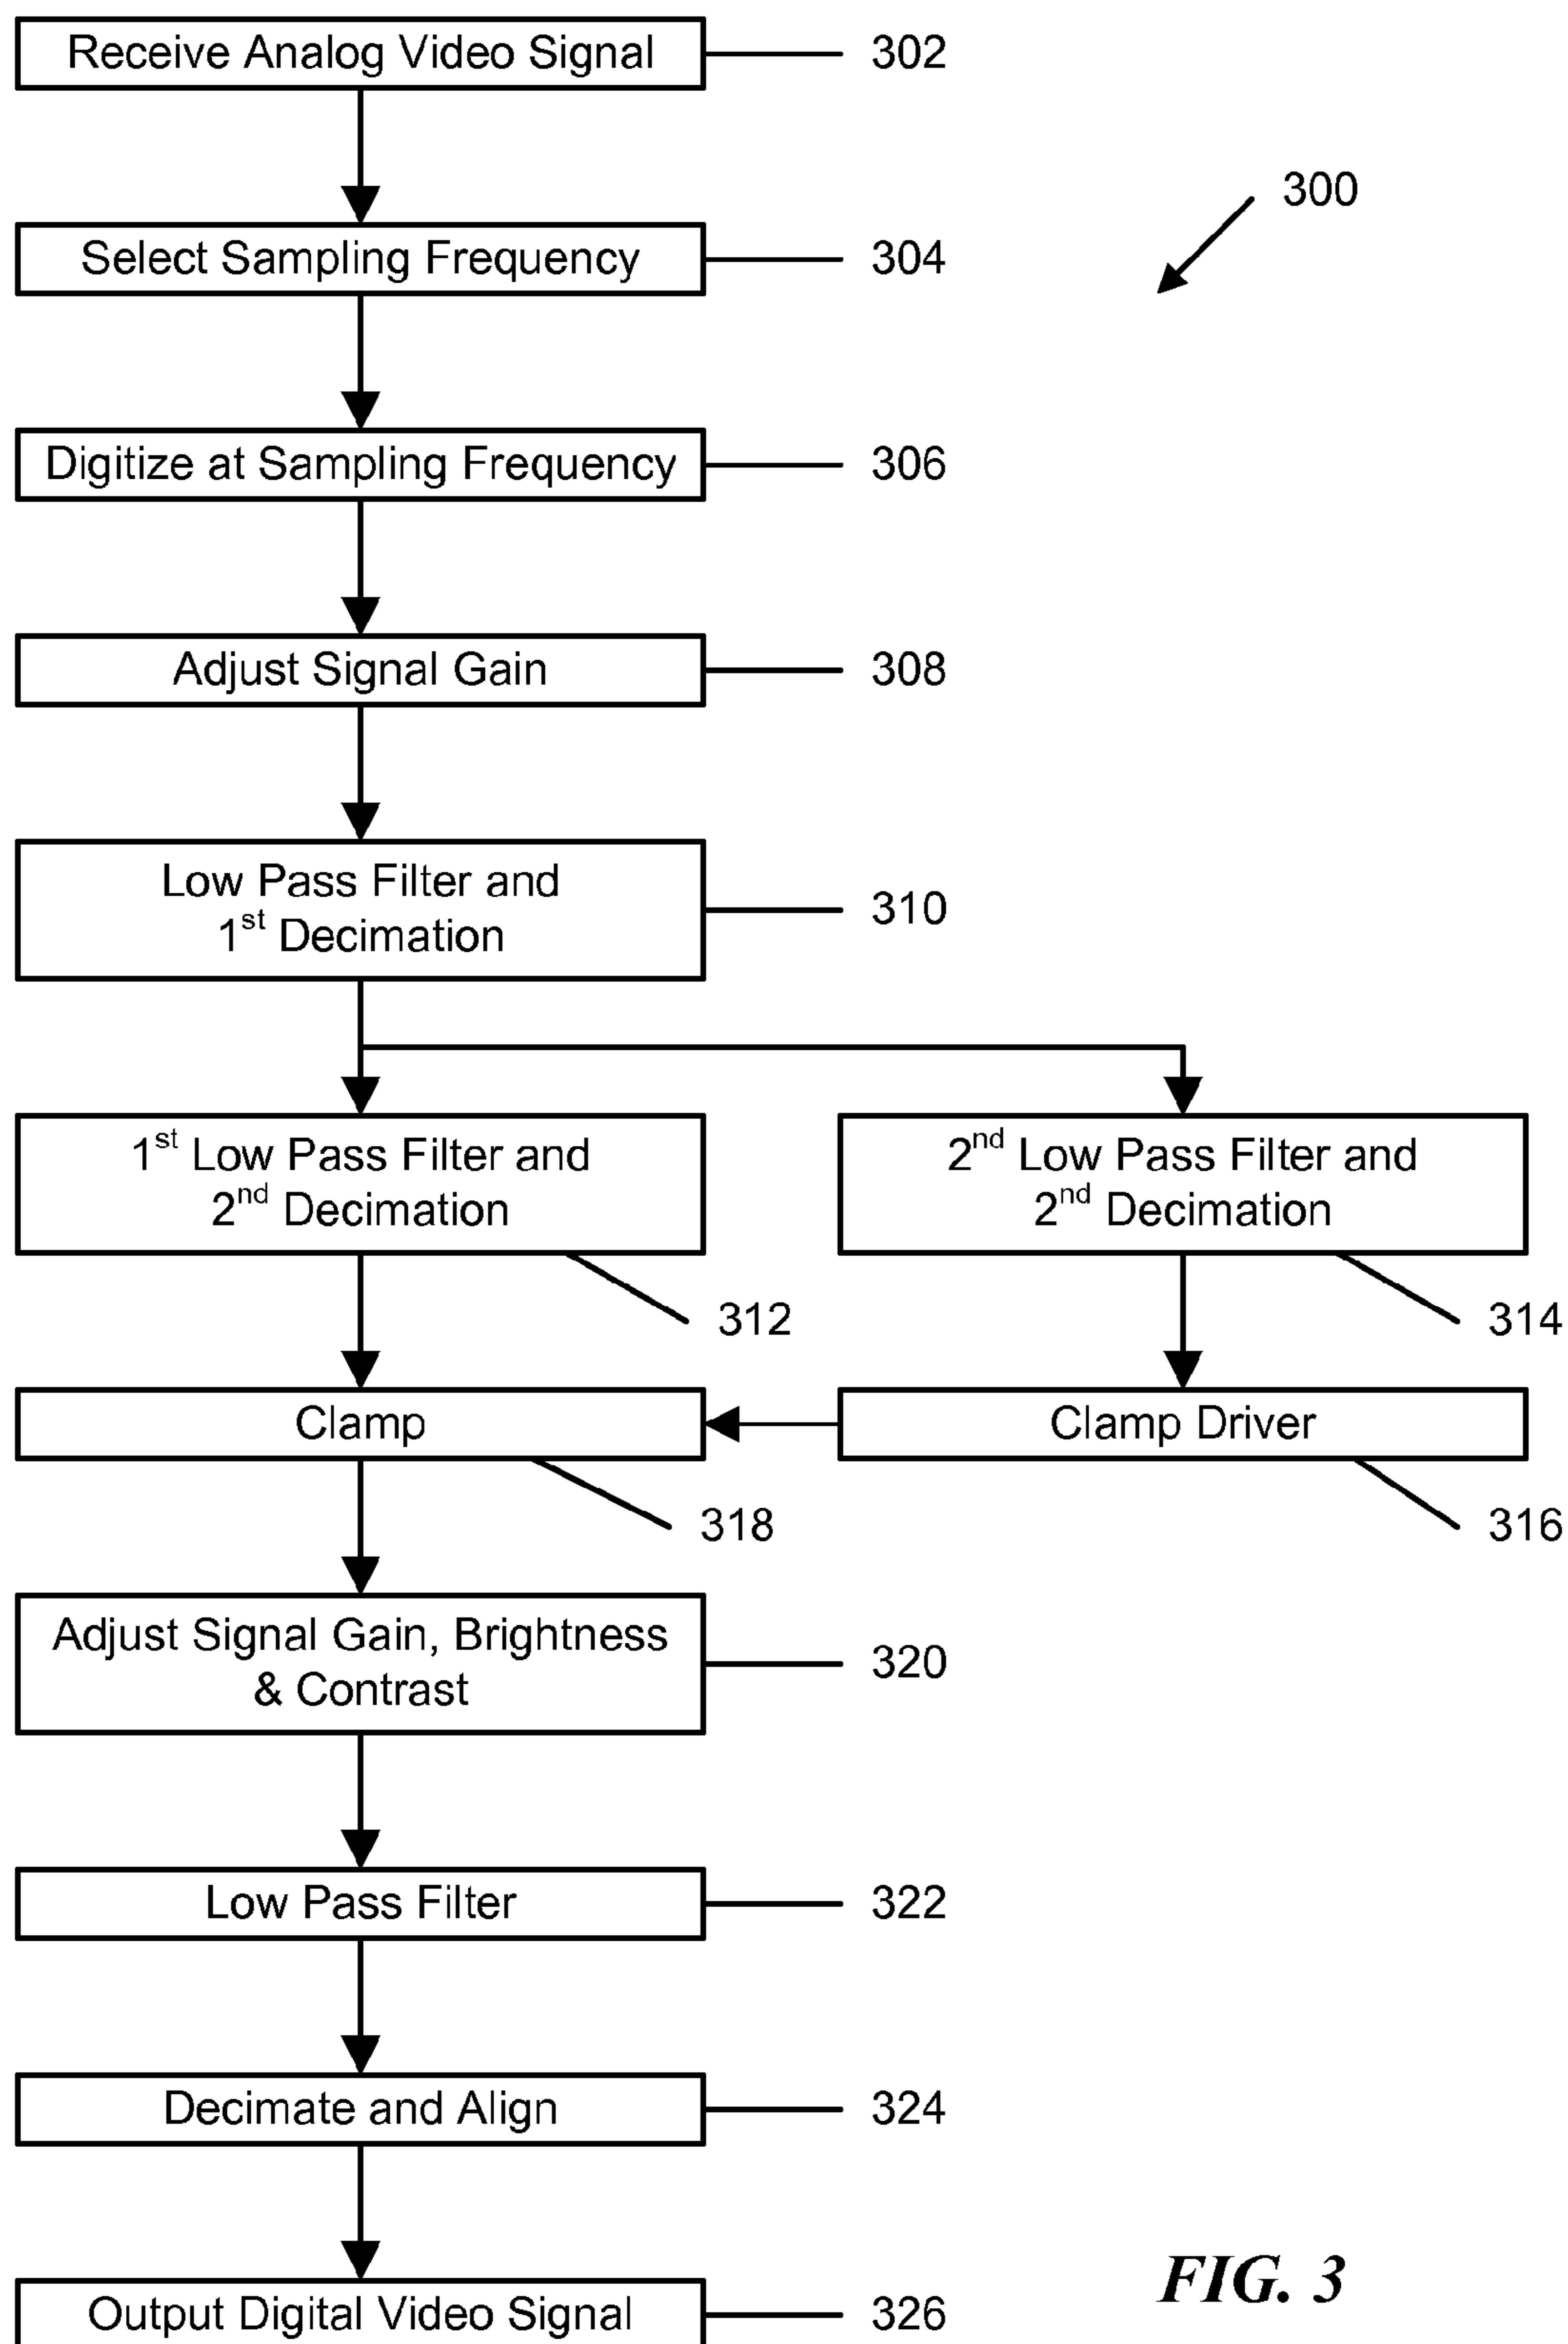 Receive Analog Video Signal 302
300
Select Sampling Frequency 304
Digitize at Sampling Frequency 306
Adjust Signal Gain 308
Low Pass Filter and
1st Decimation
310
1st Low Pass Filter and
2nd Decimation
312
2nd Low Pass Filter and
2nd Decimation
314
Clamp
318
Clamp Driver
316
Adjust Signal Gain, Brightness
& Contrast
320
Low Pass Filter 322
Decimate and Align 324
Output Digital Video Signal 326
FIG. 3